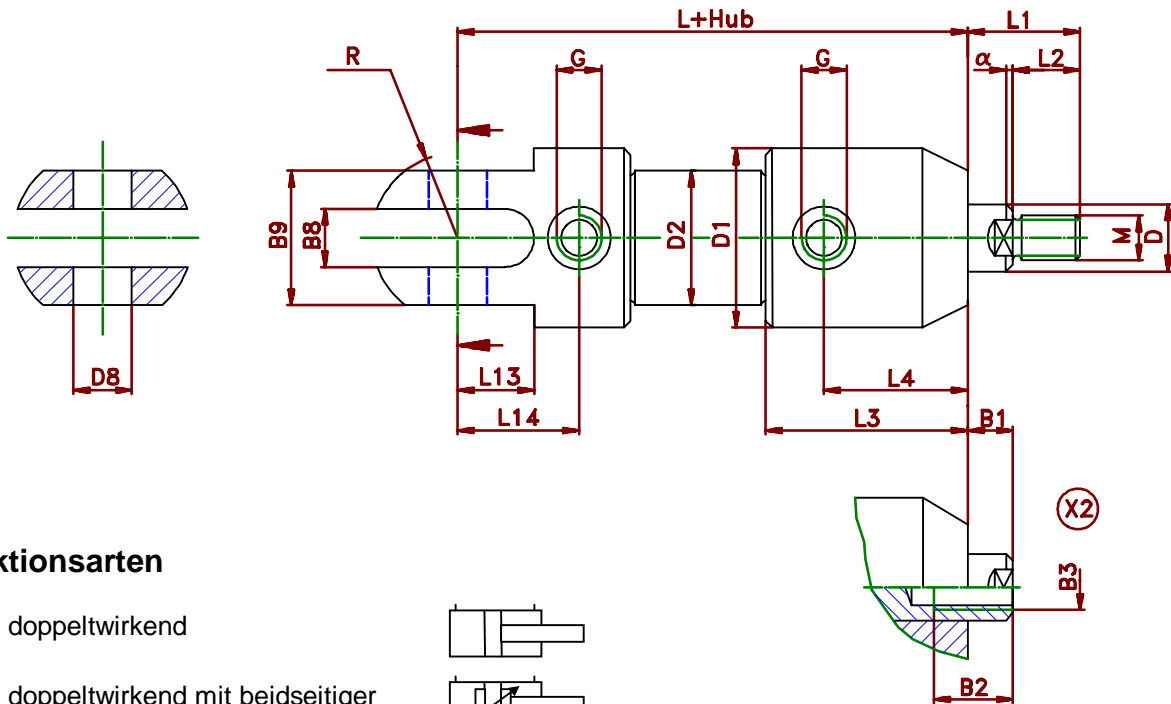 L+Hub
L1
R
G
G
α
L2
B9
B8
D2
D1
M
D
D8
L13
L14
L4
L3
B1
X2
B3
B2
ktionsarten
doppeltwirkend
doppeltwirkend mit beidseitiger